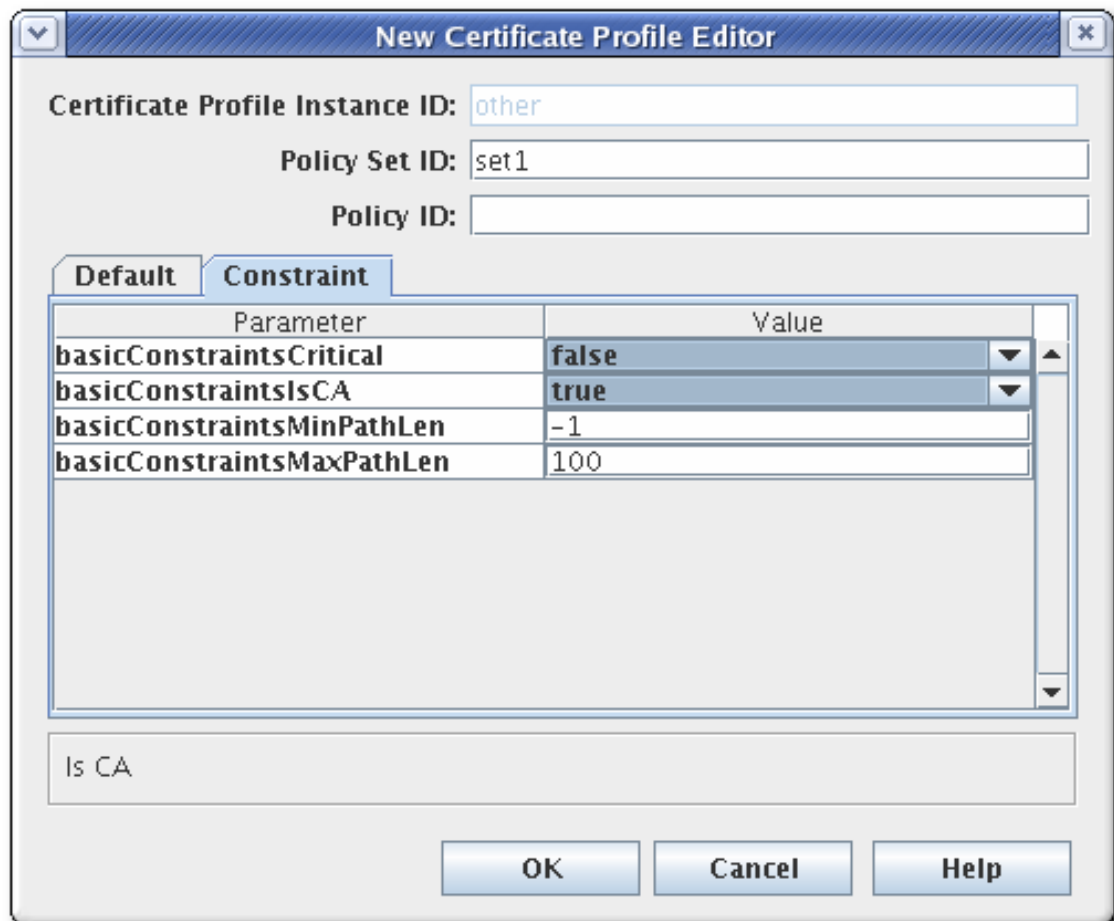 New Certificate Profile Editor
Certificate Profile Instance ID: other
Policy Set ID: set1
Policy ID:
Default Constraint
Parameter Value
basicConstraintsCritical false
basicConstraintsIsCA true
basicConstraintsMinPathLen -1
basicConstraintsMaxPathLen 100
Is CA
OK Cancel Help